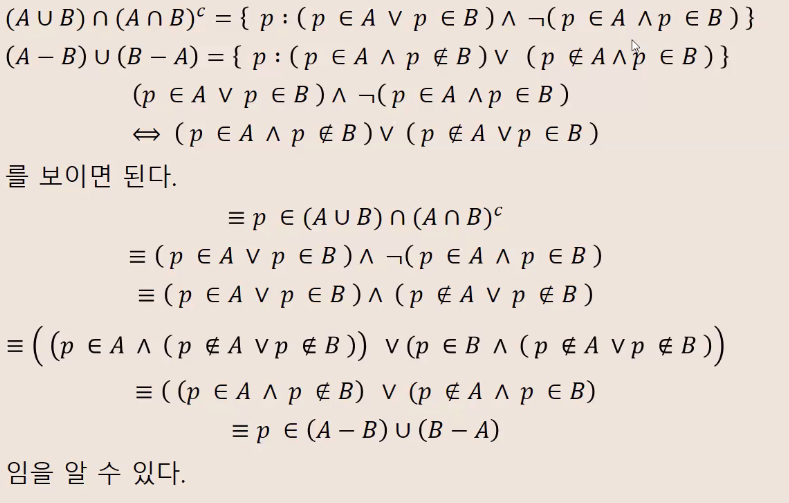 (A ∪ B) ∩ (A ∩ B)ᶜ = { p : ( p ∈ A ∨ p ∈ B ) ∧ ¬( p ∈ A ∧ p ∈ B ) }
(A − B) ∪ (B − A) = { p : ( p ∈ A ∧ p ∉ B ) ∨ ( p ∉ A ∧ p ∈ B ) }
( p ∈ A ∨ p ∈ B ) ∧ ¬( p ∈ A ∧ p ∈ B )
⟺ ( p ∈ A ∧ p ∉ B ) ∨ ( p ∉ A ∨ p ∈ B )
를 보이면 된다.
≡ p ∈ (A ∪ B) ∩ (A ∩ B)ᶜ
≡ ( p ∈ A ∨ p ∈ B ) ∧ ¬( p ∈ A ∧ p ∈ B )
≡ ( p ∈ A ∨ p ∈ B ) ∧ ( p ∉ A ∨ p ∉ B )
≡ ( ( p ∈ A ∧ ( p ∉ A ∨ p ∉ B ) ) ∨ ( p ∈ B ∧ ( p ∉ A ∨ p ∉ B ) ) )
≡ ( ( p ∈ A ∧ p ∉ B) ∨ (p ∉ A ∧ p ∈ B)
≡ p ∈ (A − B) ∪ (B − A)
임을 알 수 있다.